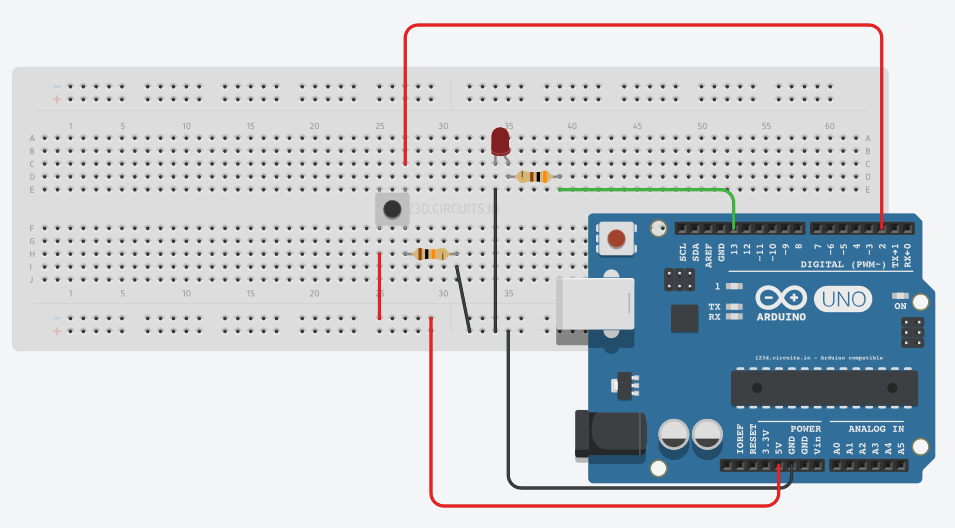 - -
+ +
1 5 10 15 20 25 30 35 40 45 50 55 60
A A
B B
C C
D D
E E
123D.CIRCUITS.IO
F
G
H
I
J
1 5 10 15 20 25 30 35
-
+
SCL SDA AREF GND 13 12 ~11 ~10 ~9 8 7 ~6 ~5 4 ~3 2 TX→1 RX←0
DIGITAL (PWM~)
1
TX
RX
ARDUINO
UNO
ON
123d.circuits.io - Arduino compatible
POWER
ANALOG IN
IOREF RESET 3.3V 5V GND GND Vin A0 A1 A2 A3 A4 A5